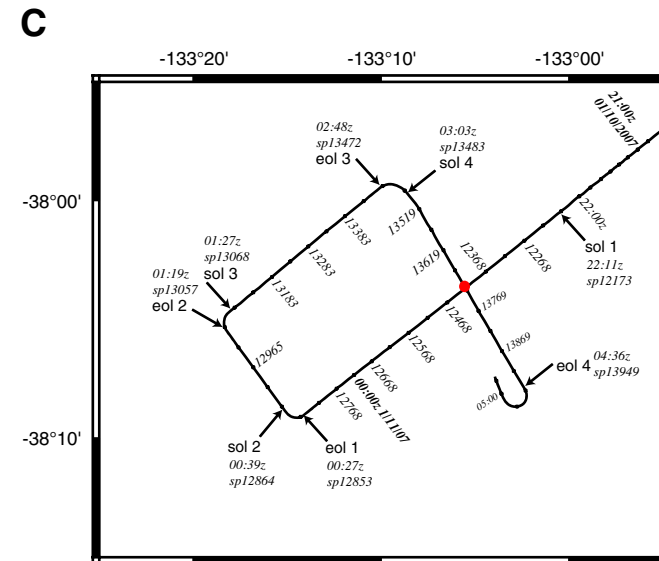 C
-133°20'
-133°10'
-133°00'
-38°00'
-38°10'
21:00z
01|10|2007
22:00z
sol 1
22:11z
sp12173
12268
12368
12468
12568
12668
12768
00:00z 1|11|07
eol 1
00:27z
sp12853
sol 2
00:39z
sp12864
12965
01:19z
sp13057
eol 2
01:27z
sp13068
sol 3
13183
13283
13383
02:48z
sp13472
eol 3
03:03z
sp13483
sol 4
13519
13619
13769
13869
eol 4
04:36z
sp13949
05:00